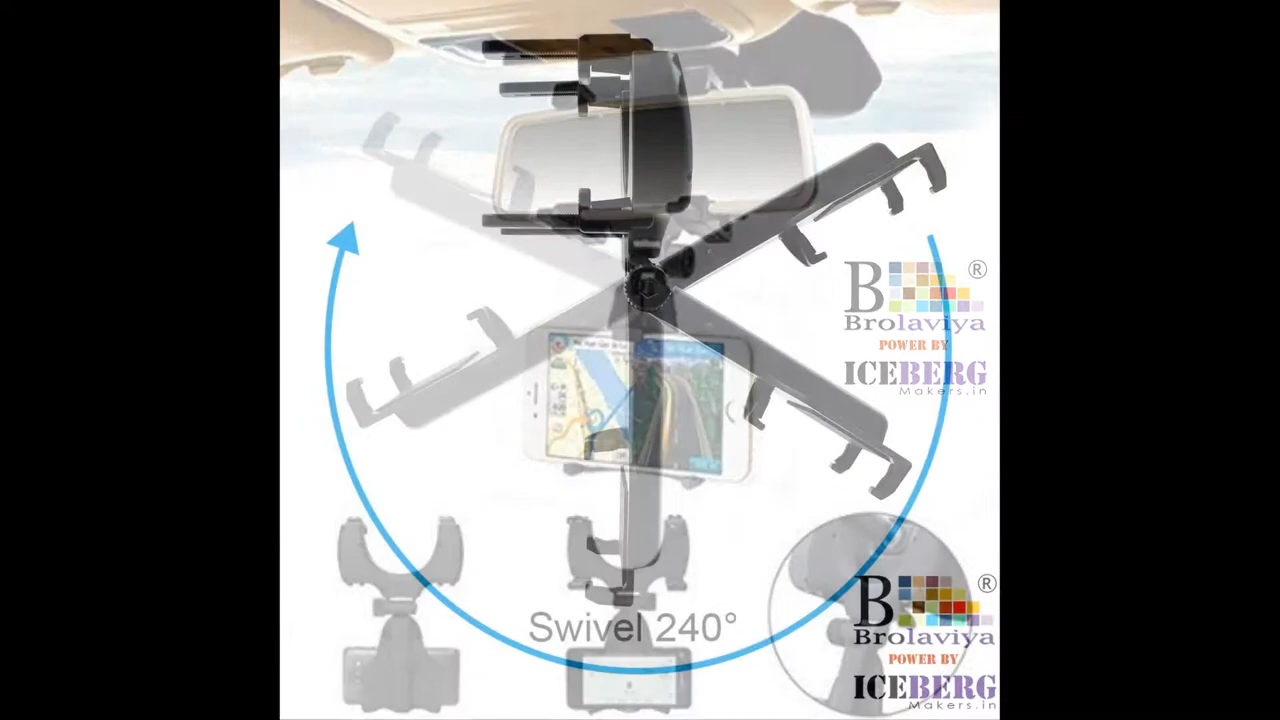 B®
Brolaviya
POWER BY
ICEBERG
Makers.in
Swivel 240°
B®
Brolaviya
POWER BY
ICEBERG
Makers.in